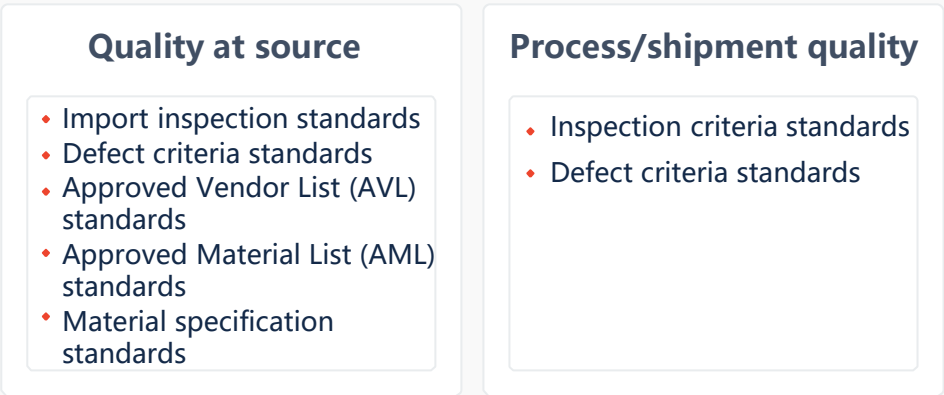 Quality at source
Import inspection standards
Defect criteria standards
Approved Vendor List (AVL)
standards
Approved Material List (AML)
standards
Material specification
standards
Process/shipment quality
Inspection criteria standards
Defect criteria standards